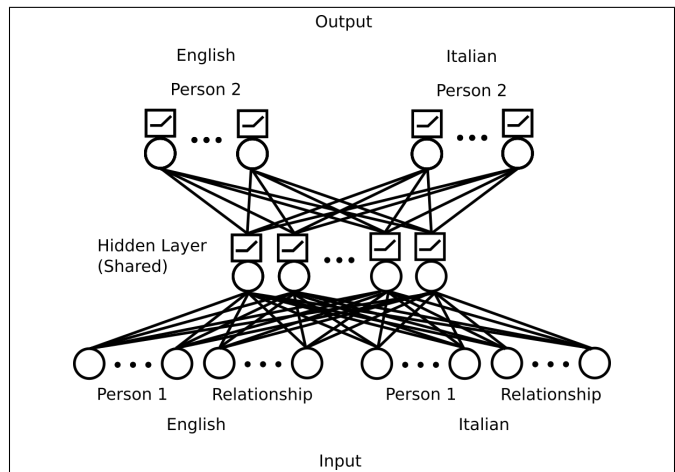 Output
English Italian
Person 2 Person 2
Hidden Layer
(Shared)
Person 1 Relationship Person 1 Relationship
English Italian
Input